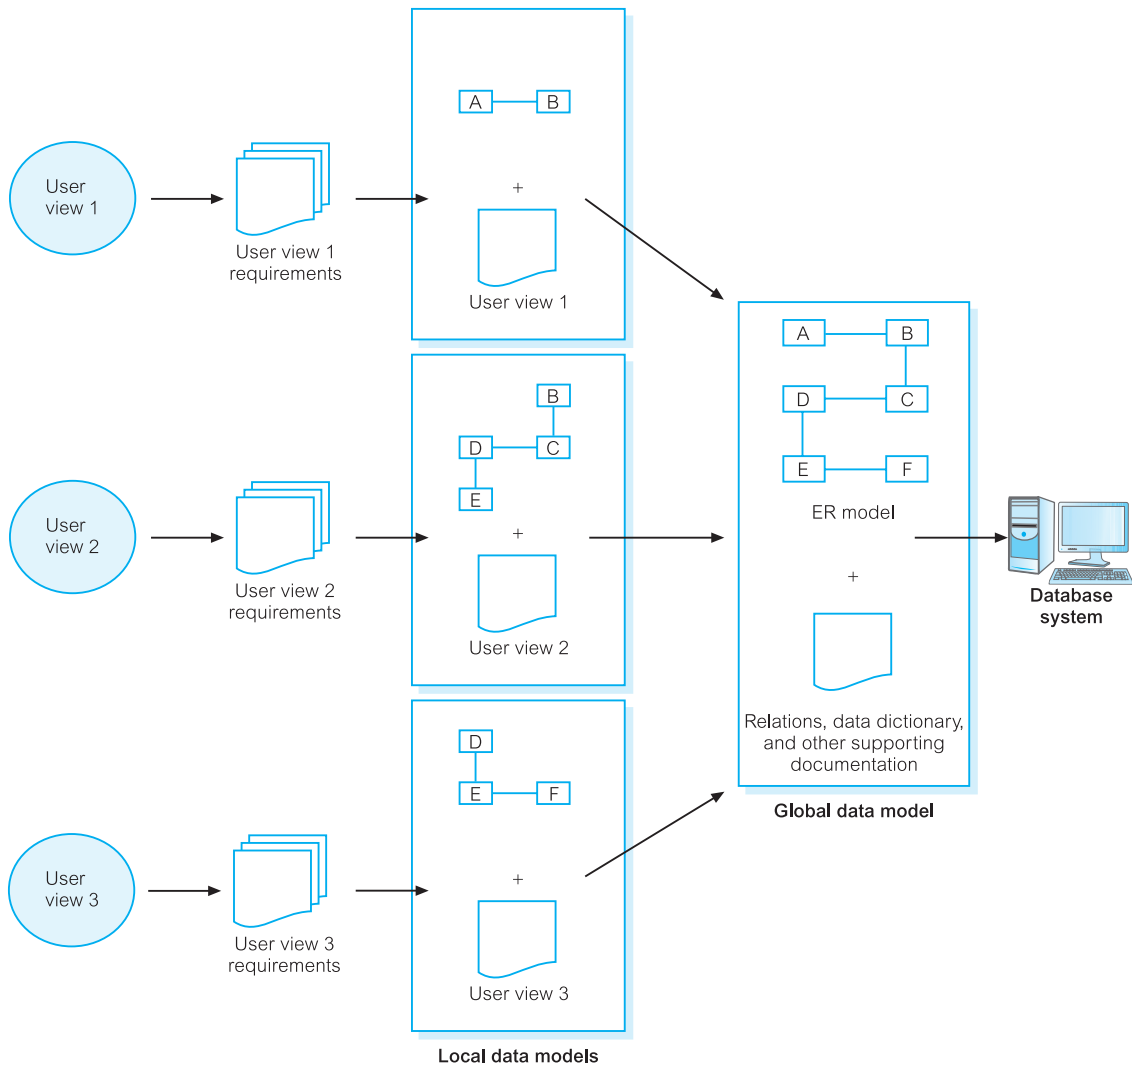 User
view 1
User view 1
requirements
A
B
+
User view 1
User
view 2
User view 2
requirements
B
D
C
E
+
User view 2
User
view 3
User view 3
requirements
D
E
F
+
User view 3
Local data models
A
B
D
C
E
F
ER model
+
Relations, data dictionary,
and other supporting
documentation
Global data model
Database
system